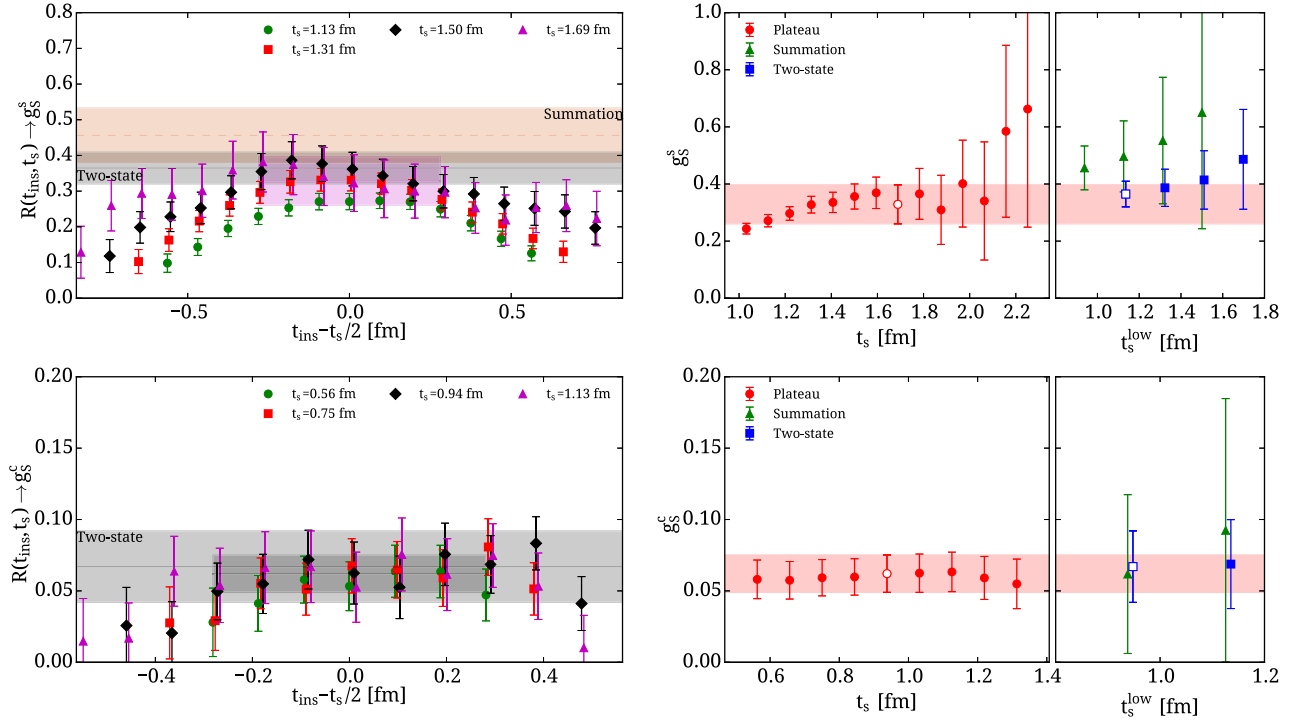 R(t_ins,t_s)→g_S^s
0.8
0.7
0.6
0.5
0.4
0.3
0.2
0.1
0.0
t_s=1.13 fm
t_s=1.50 fm
t_s=1.69 fm
t_s=1.31 fm
Summation
Two-state
−0.5
0.0
0.5
t_ins−t_s/2 [fm]
g_S^s
1.0
0.8
0.6
0.4
0.2
0.0
Plateau
Summation
Two-state
1.0
1.2
1.4
1.6
1.8
2.0
2.2
t_s [fm]
1.0
1.2
1.4
1.6
1.8
t_s^low [fm]
R(t_ins,t_s)→g_S^c
0.20
0.15
0.10
0.05
0.00
t_s=0.56 fm
t_s=0.94 fm
t_s=1.13 fm
t_s=0.75 fm
Two-state
−0.4
−0.2
0.0
0.2
0.4
t_ins−t_s/2 [fm]
g_S^c
0.20
0.15
0.10
0.05
0.00
Plateau
Summation
Two-state
0.6
0.8
1.0
1.2
1.4
t_s [fm]
1.0
1.2
t_s^low [fm]